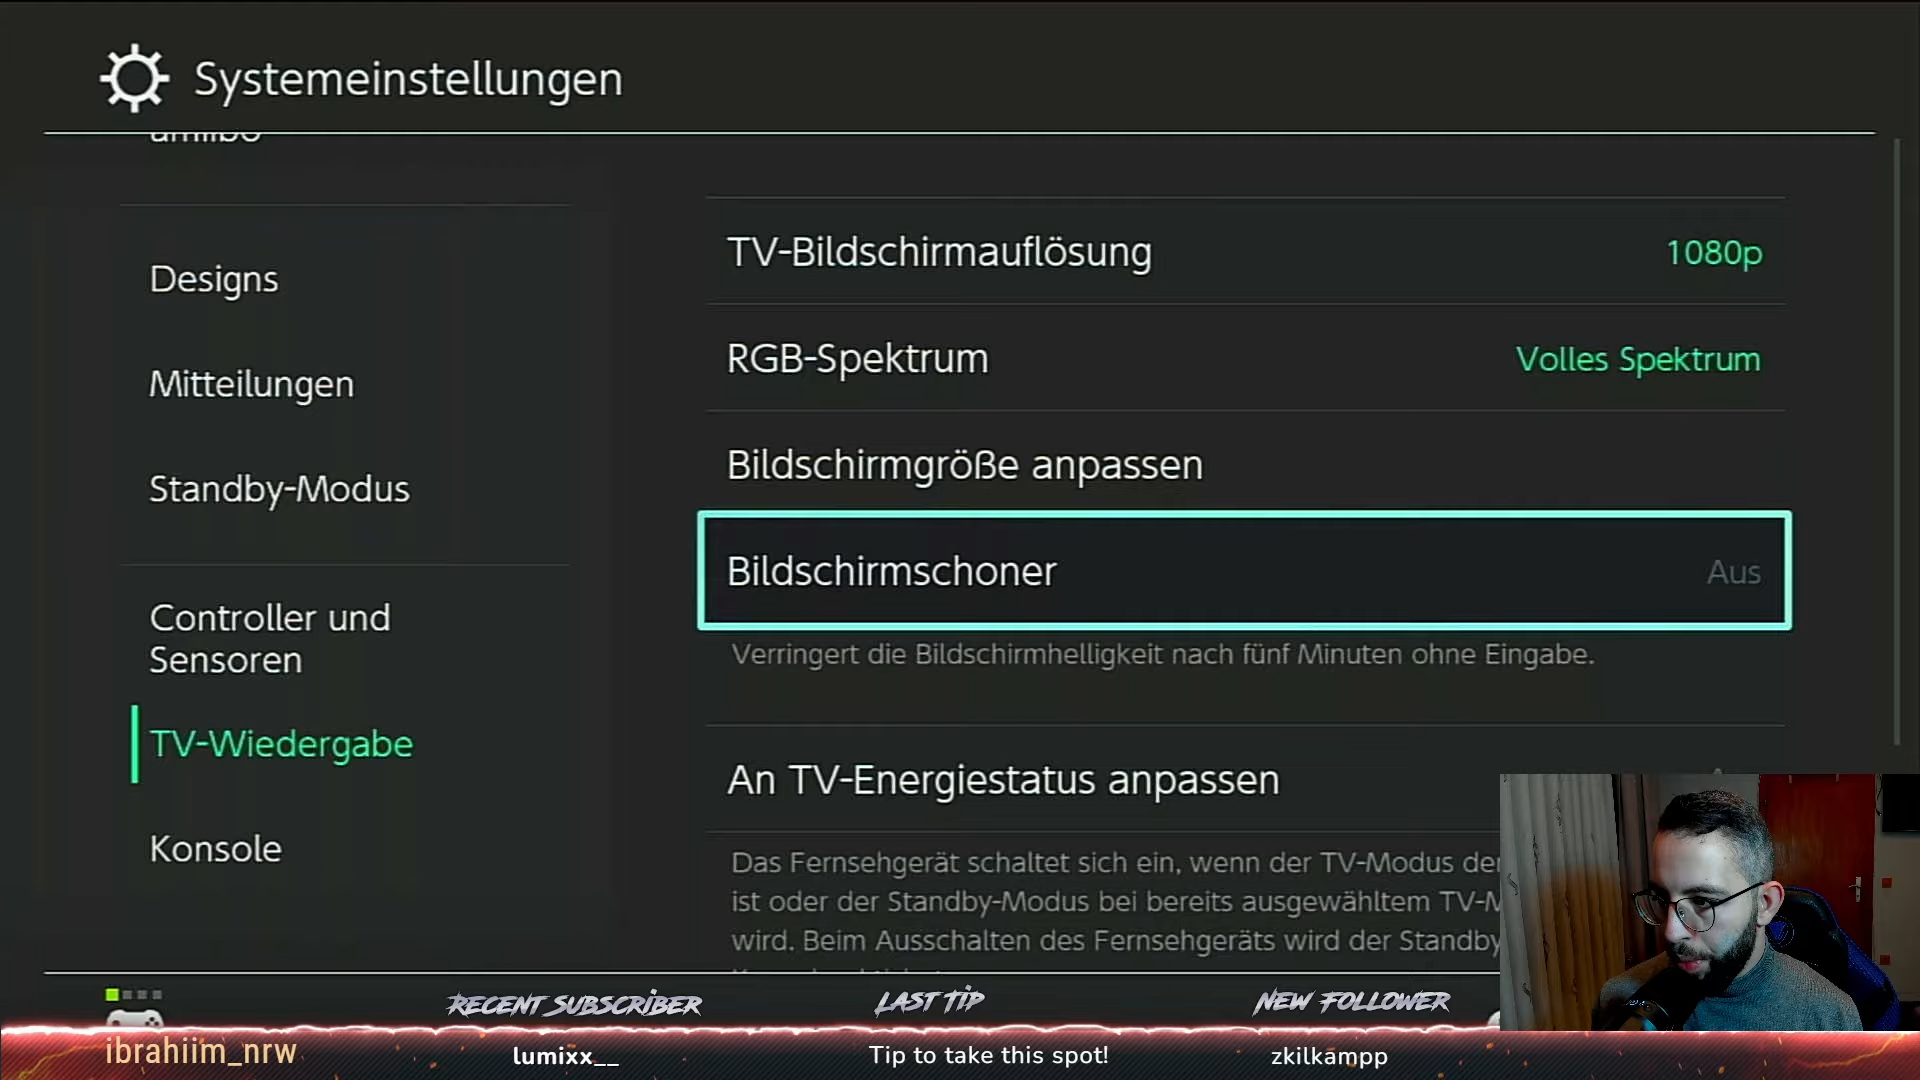 Systemeinstellungen
amiibo
Designs
Mitteilungen
Standby-Modus
Controller und
Sensoren
TV-Wiedergabe
Konsole
TV-Bildschirmauflösung 1080p
RGB-Spektrum Volles Spektrum
Bildschirmgröße anpassen
Bildschirmschoner Aus
Verringert die Bildschirmhelligkeit nach fünf Minuten ohne Eingabe.
An TV-Energiestatus anpassen
Das Fernsehgerät schaltet sich ein, wenn der TV-Modus
ist oder der Standby-Modus bei bereits ausgewähltem
wird. Beim Ausschalten des Fernsehgeräts wird der Standby
RECENT SUBSCRIBER LAST TIP NEW FOLLOWER
ibrahiim_nrw lumixx__ Tip to take this spot! zkilkampp